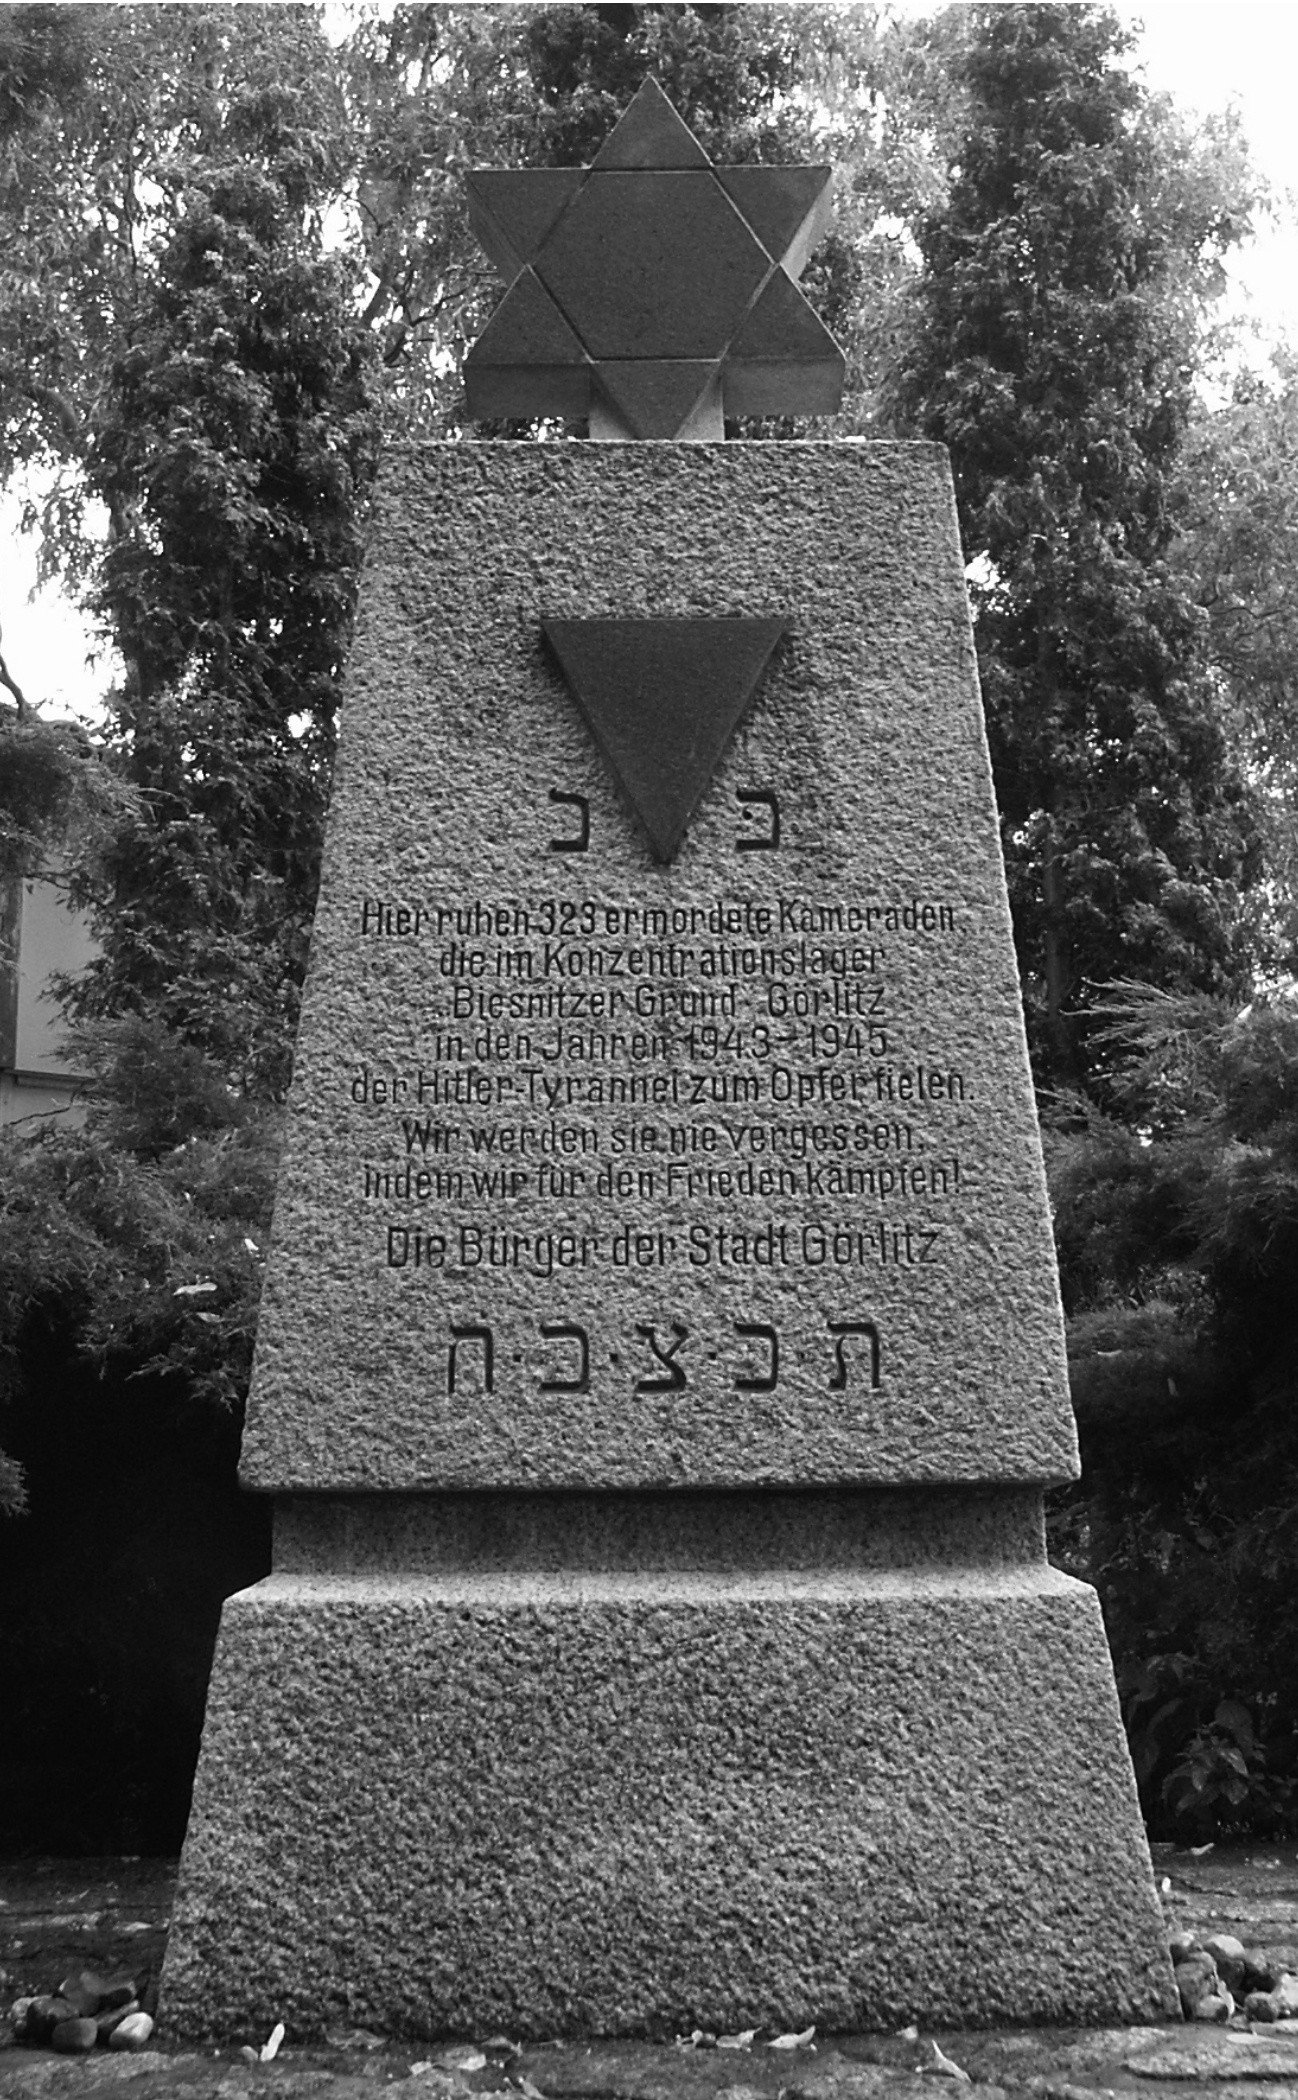 פ נ
Hier ruhen 323 ermordete Kameraden,
die im Konzentrationslager
Biesnitzer Grund - Görlitz
in den Jahren 1943-1945
der Hitler-Tyrannei zum Opfer fielen.
Wir werden sie nie vergessen,
indem wir für den Frieden kämpfen!
Die Bürger der Stadt Görlitz
ת·נ·צ·ב·ה